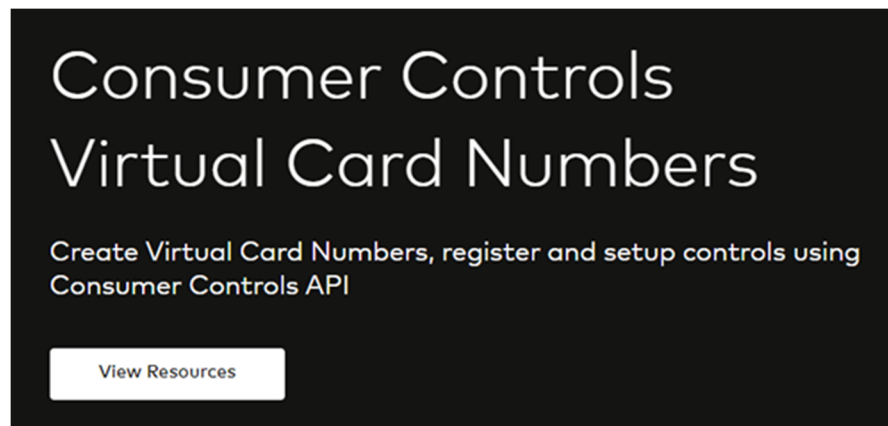 Consumer Controls
Virtual Card Numbers
Create Virtual Card Numbers, register and setup controls using
Consumer Controls API
View Resources